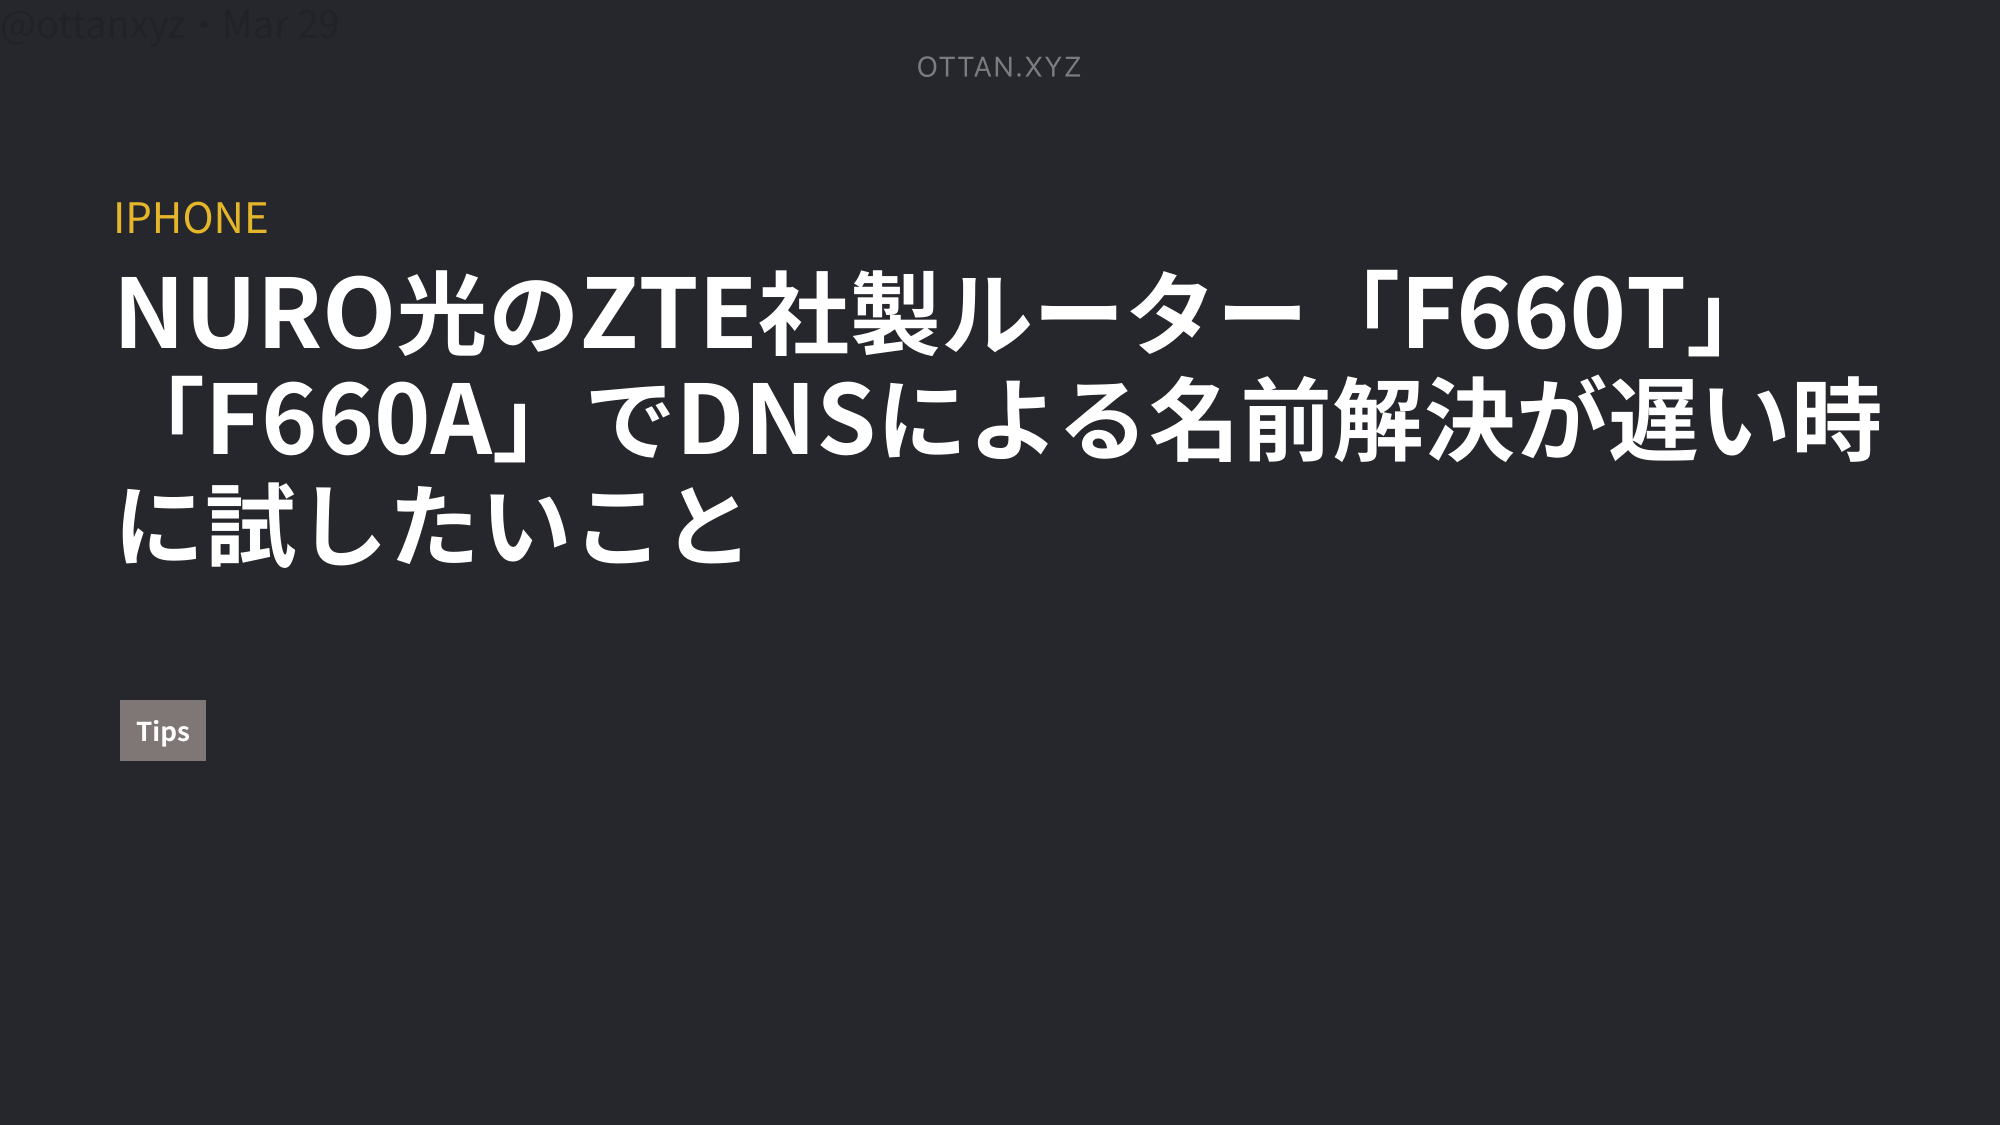 @ottanxyz・Mar 29
OTTAN.XYZ
IPHONE
NURO光のZTE社製ルーター「F660T」
「F660A」でDNSによる名前解決が遅い時
に試したいこと
Tips